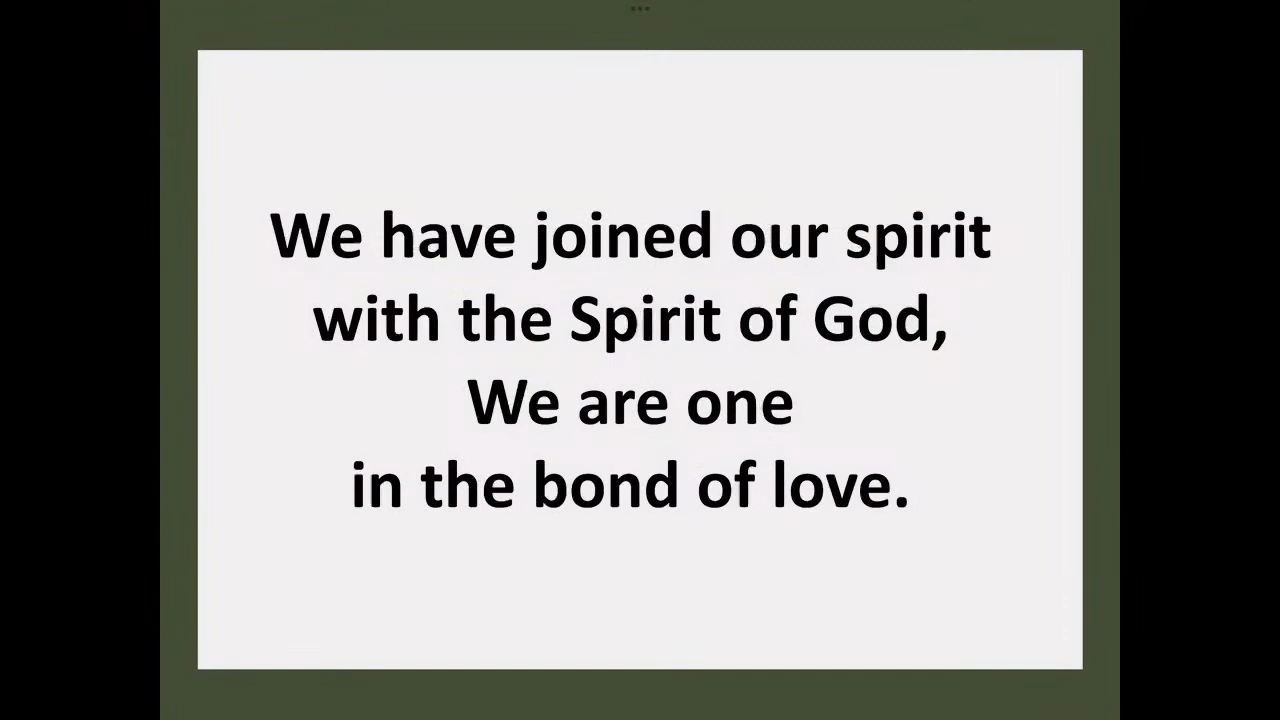 We have joined our spirit
with the Spirit of God,
We are one
in the bond of love.